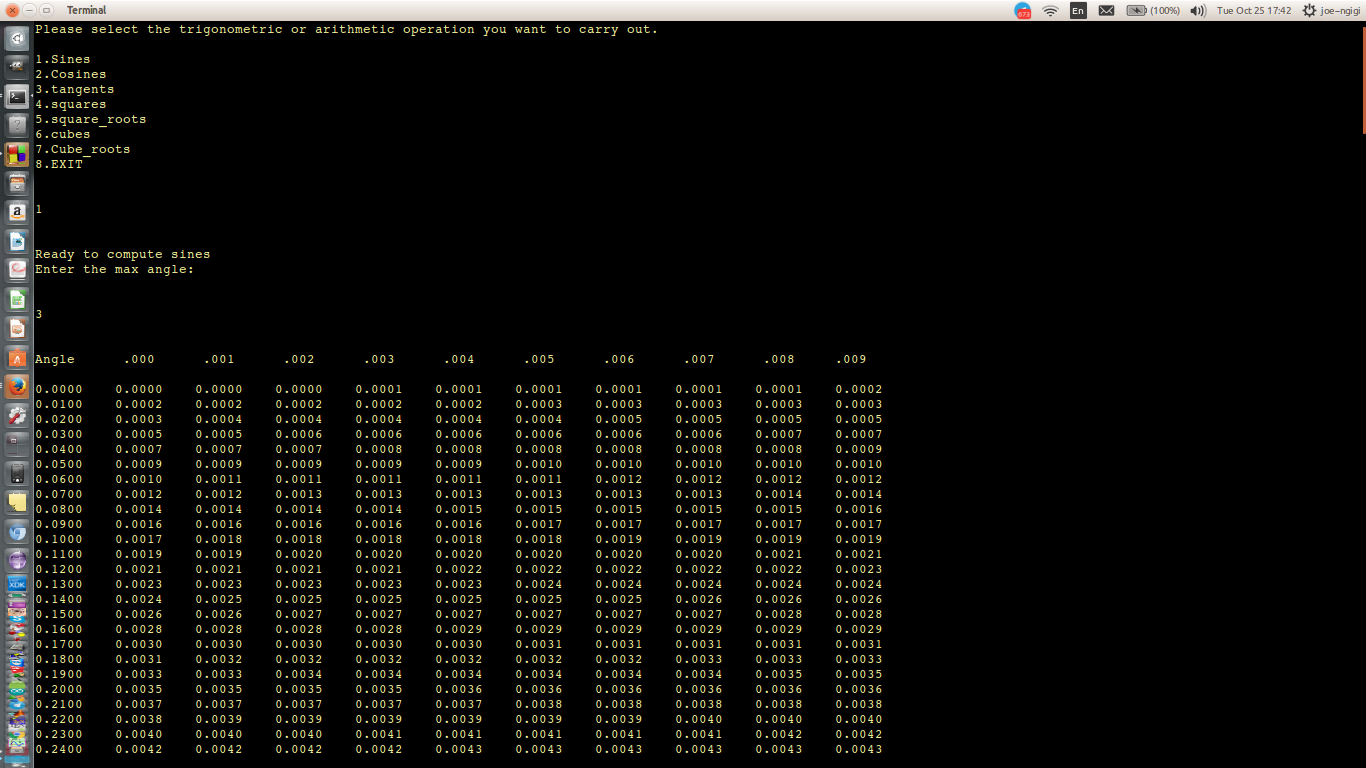 Terminal
673 En (100%) Tue Oct 25 17:42 joe-ngigi
Please select the trigonometric or arithmetic operation you want to carry out.
1.Sines
2.Cosines
3.tangents
4.squares
5.square_roots
6.cubes
7.Cube_roots
8.EXIT
1
Ready to compute sines
Enter the max angle:
3
Angle .000 .001 .002 .003 .004 .005 .006 .007 .008 .009
0.0000 0.0000 0.0000 0.0000 0.0001 0.0001 0.0001 0.0001 0.0001 0.0001 0.0002
0.0100 0.0002 0.0002 0.0002 0.0002 0.0002 0.0003 0.0003 0.0003 0.0003 0.0003
0.0200 0.0003 0.0004 0.0004 0.0004 0.0004 0.0004 0.0005 0.0005 0.0005 0.0005
0.0300 0.0005 0.0005 0.0006 0.0006 0.0006 0.0006 0.0006 0.0006 0.0007 0.0007
0.0400 0.0007 0.0007 0.0007 0.0008 0.0008 0.0008 0.0008 0.0008 0.0008 0.0009
0.0500 0.0009 0.0009 0.0009 0.0009 0.0009 0.0010 0.0010 0.0010 0.0010 0.0010
0.0600 0.0010 0.0011 0.0011 0.0011 0.0011 0.0011 0.0012 0.0012 0.0012 0.0012
0.0700 0.0012 0.0012 0.0013 0.0013 0.0013 0.0013 0.0013 0.0013 0.0014 0.0014
0.0800 0.0014 0.0014 0.0014 0.0014 0.0015 0.0015 0.0015 0.0015 0.0015 0.0016
0.0900 0.0016 0.0016 0.0016 0.0016 0.0016 0.0017 0.0017 0.0017 0.0017 0.0017
0.1000 0.0017 0.0018 0.0018 0.0018 0.0018 0.0018 0.0019 0.0019 0.0019 0.0019
0.1100 0.0019 0.0019 0.0020 0.0020 0.0020 0.0020 0.0020 0.0020 0.0021 0.0021
0.1200 0.0021 0.0021 0.0021 0.0021 0.0022 0.0022 0.0022 0.0022 0.0022 0.0023
0.1300 0.0023 0.0023 0.0023 0.0023 0.0023 0.0024 0.0024 0.0024 0.0024 0.0024
0.1400 0.0024 0.0025 0.0025 0.0025 0.0025 0.0025 0.0025 0.0026 0.0026 0.0026
0.1500 0.0026 0.0026 0.0027 0.0027 0.0027 0.0027 0.0027 0.0027 0.0028 0.0028
0.1600 0.0028 0.0028 0.0028 0.0028 0.0029 0.0029 0.0029 0.0029 0.0029 0.0029
0.1700 0.0030 0.0030 0.0030 0.0030 0.0030 0.0031 0.0031 0.0031 0.0031 0.0031
0.1800 0.0031 0.0032 0.0032 0.0032 0.0032 0.0032 0.0032 0.0033 0.0033 0.0033
0.1900 0.0033 0.0033 0.0034 0.0034 0.0034 0.0034 0.0034 0.0034 0.0035 0.0035
0.2000 0.0035 0.0035 0.0035 0.0035 0.0036 0.0036 0.0036 0.0036 0.0036 0.0036
0.2100 0.0037 0.0037 0.0037 0.0037 0.0037 0.0038 0.0038 0.0038 0.0038 0.0038
0.2200 0.0038 0.0039 0.0039 0.0039 0.0039 0.0039 0.0039 0.0040 0.0040 0.0040
0.2300 0.0040 0.0040 0.0040 0.0041 0.0041 0.0041 0.0041 0.0041 0.0042 0.0042
0.2400 0.0042 0.0042 0.0042 0.0042 0.0043 0.0043 0.0043 0.0043 0.0043 0.0043